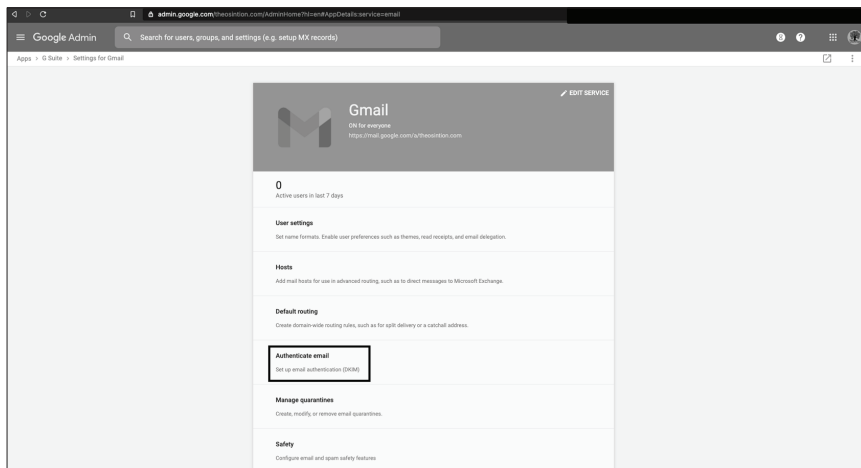 admin.google.com/theosintion.com/AdminHome?hl=en#AppDetails:service=email
Google Admin
Search for users, groups, and settings (e.g. setup MX records)
Apps > G Suite > Settings for Gmail
EDIT SERVICE
Gmail
ON for everyone
https://mail.google.com/a/theosintion.com
0
Active users in last 7 days
User settings
Set name formats. Enable user preferences such as themes, read receipts, and email delegation.
Hosts
Add mail hosts for use in advanced routing, such as to direct messages to Microsoft Exchange.
Default routing
Create domain-wide routing rules, such as for split delivery or a catchall address.
Authenticate email
Set up email authentication (DKIM)
Manage quarantines
Create, modify, or remove email quarantines.
Safety
Configure email and spam safety features